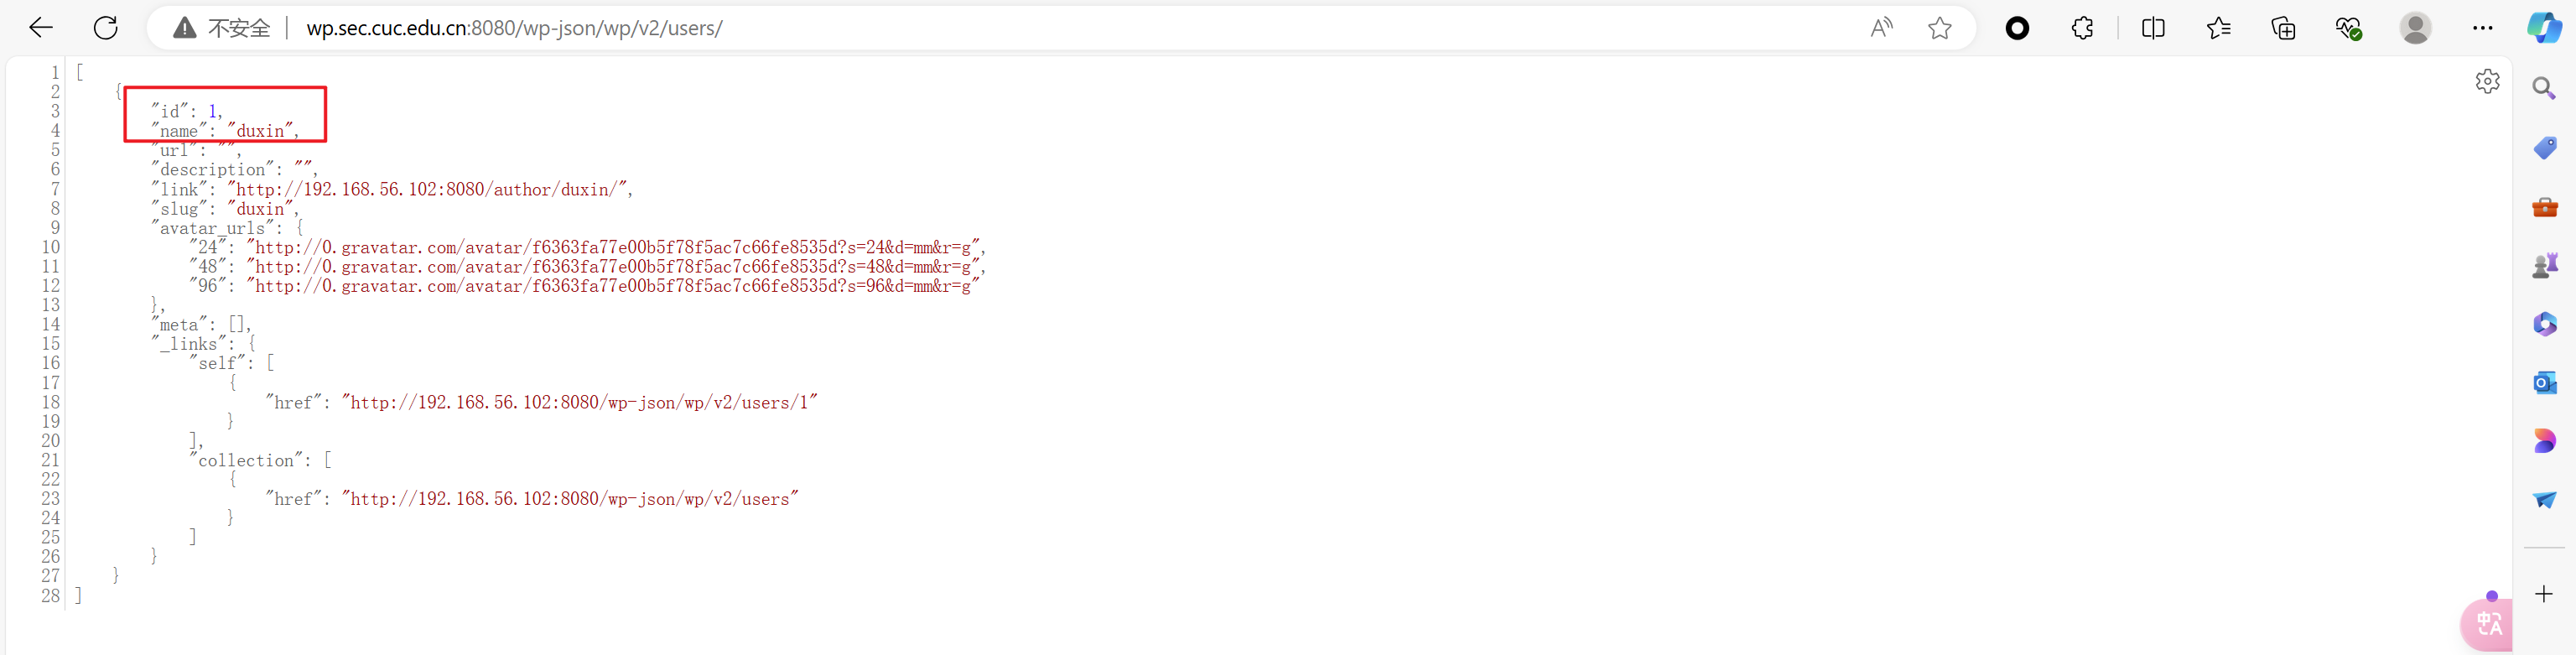 不安全 wp.sec.cuc.edu.cn:8080/wp-json/wp/v2/users/
1 [
2 {
3 "id": 1,
4 "name": "duxin",
5 "url": "",
6 "description": "",
7 "link": "http://192.168.56.102:8080/author/duxin/",
8 "slug": "duxin",
9 "avatar_urls": {
10 "24": "http://0.gravatar.com/avatar/f6363fa77e00b5f78f5ac7c66fe8535d?s=24&d=mm&r=g",
11 "48": "http://0.gravatar.com/avatar/f6363fa77e00b5f78f5ac7c66fe8535d?s=48&d=mm&r=g",
12 "96": "http://0.gravatar.com/avatar/f6363fa77e00b5f78f5ac7c66fe8535d?s=96&d=mm&r=g"
13 },
14 "meta": [],
15 "_links": {
16 "self": [
17 {
18 "href": "http://192.168.56.102:8080/wp-json/wp/v2/users/1"
19 }
20 ],
21 "collection": [
22 {
23 "href": "http://192.168.56.102:8080/wp-json/wp/v2/users"
24 }
25 ]
26 }
27 }
28 ]